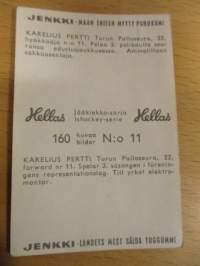 JENKKI-MAAN ENITEN MYYTY PURUKUMI
KARELIUS PERTTI Turun Palloseura, 22,
hyökkääjä n:o 11. Pelaa 3. pelikautta seu-
ransa edustusjoukkueessa. Ammatiltaan
sähköasentaja.
Hellas
Jääkiekko-sarja
Ishockey-serie
Hellas
160 kuvaa
bilder N:o 11
KARELIUS PERTTI Turun Palloseura, 22,
forward nr 11. Spelar 3. säsongen i förenin-
gens representationslag. Till yrket elektro-
montör.
JENKKI-LANDETS MEST SÅLDA TUGGUMMI